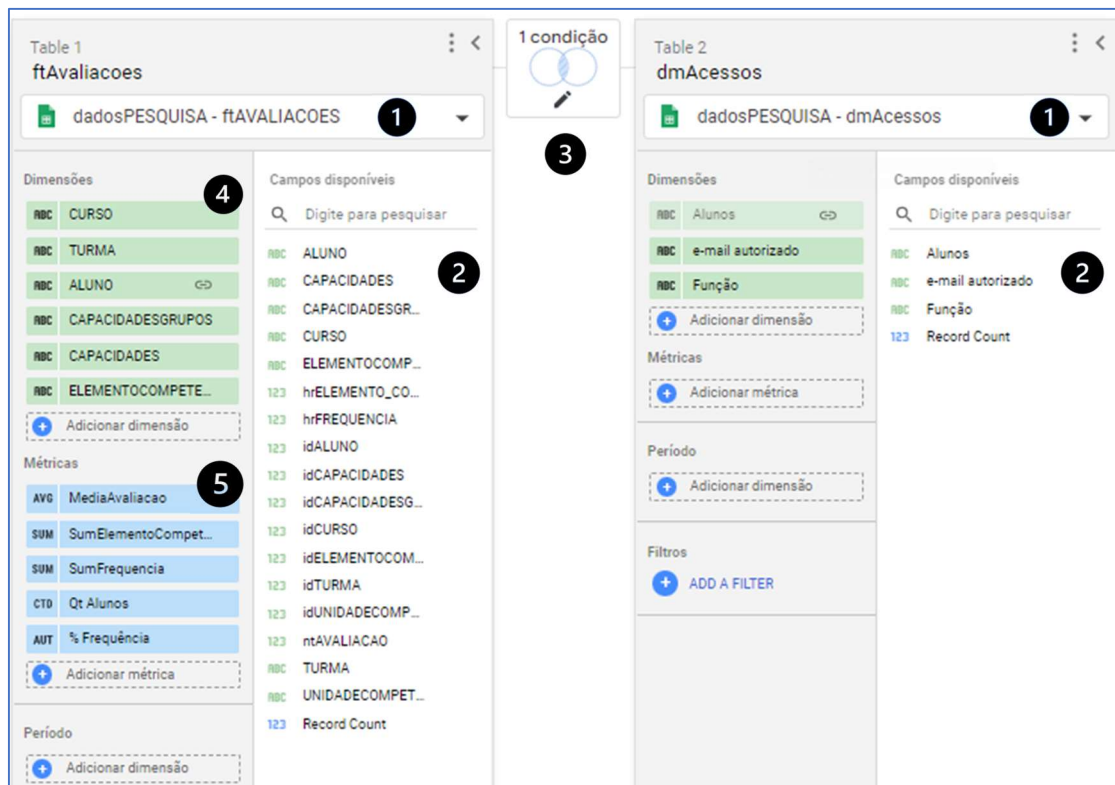 Table 1
ftAvaliacoes
dadosPESQUISA - ftAVALIACOES
1
Dimensões
4
ABC CURSO
ABC TURMA
ABC ALUNO
ABC CAPACIDADESGRUPOS
ABC CAPACIDADES
ABC ELEMENTOCOMPETE...
Adicionar dimensão
Métricas
5
AVG MediaAvaliacao
SUM SumElementoCompet...
SUM SumFrequencia
CTD Qt Alunos
AUT % Frequência
Adicionar métrica
Período
Adicionar dimensão
Campos disponíveis
Digite para pesquisar
2
ABC ALUNO
ABC CAPACIDADES
ABC CAPACIDADESGR...
ABC CURSO
ABC ELEMENTOCOMP...
123 hrELEMENTO_CO...
123 hrFREQUENCIA
123 idALUNO
123 idCAPACIDADES
123 idCAPACIDADESG...
123 idCURSO
123 idELEMENTOCOM...
123 idTURMA
123 idUNIDADECOMP...
123 ntAVALIACAO
ABC TURMA
ABC UNIDADECOMPET...
123 Record Count
1 condição
3
Table 2
dmAcessos
dadosPESQUISA - dmAcessos
1
Dimensões
ABC Alunos
ABC e-mail autorizado
ABC Função
Adicionar dimensão
Métricas
Adicionar métrica
Período
Adicionar dimensão
Filtros
ADD A FILTER
Campos disponíveis
Digite para pesquisar
2
ABC Alunos
ABC e-mail autorizado
ABC Função
123 Record Count